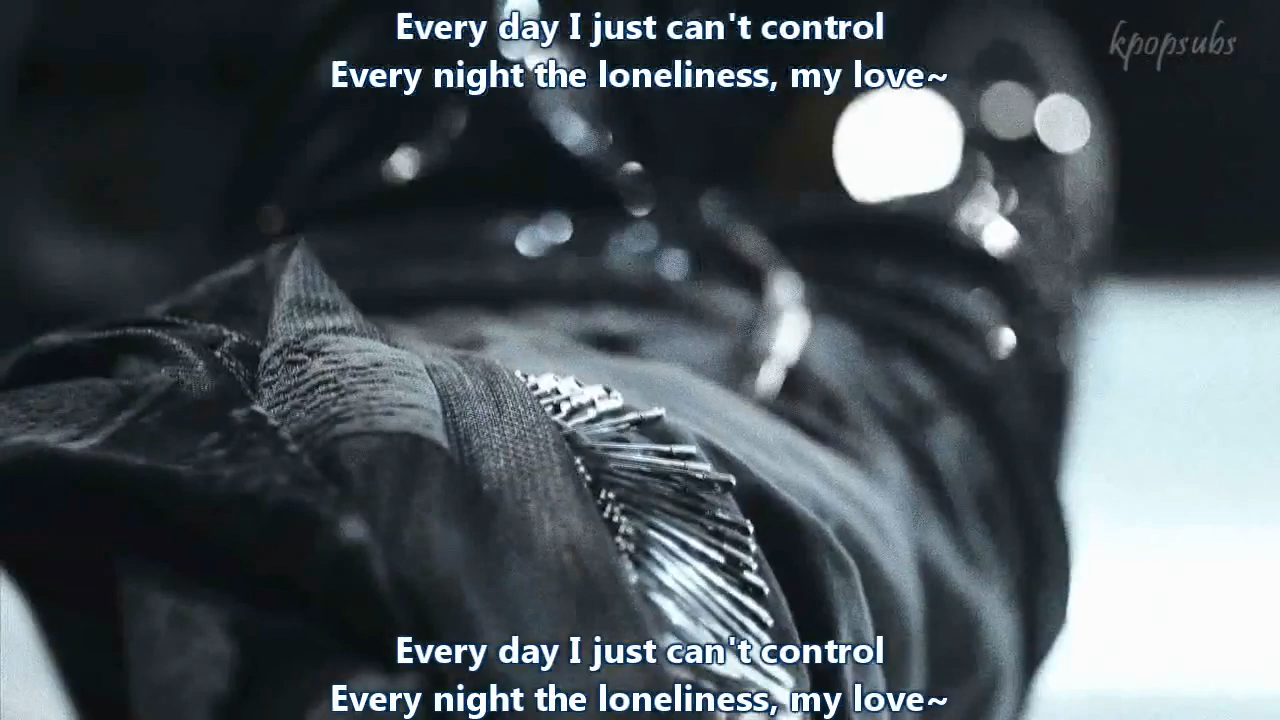 Every day I just can't control
Every night the loneliness, my love~
kpopsubs
Every day I just can't control
Every night the loneliness, my love~